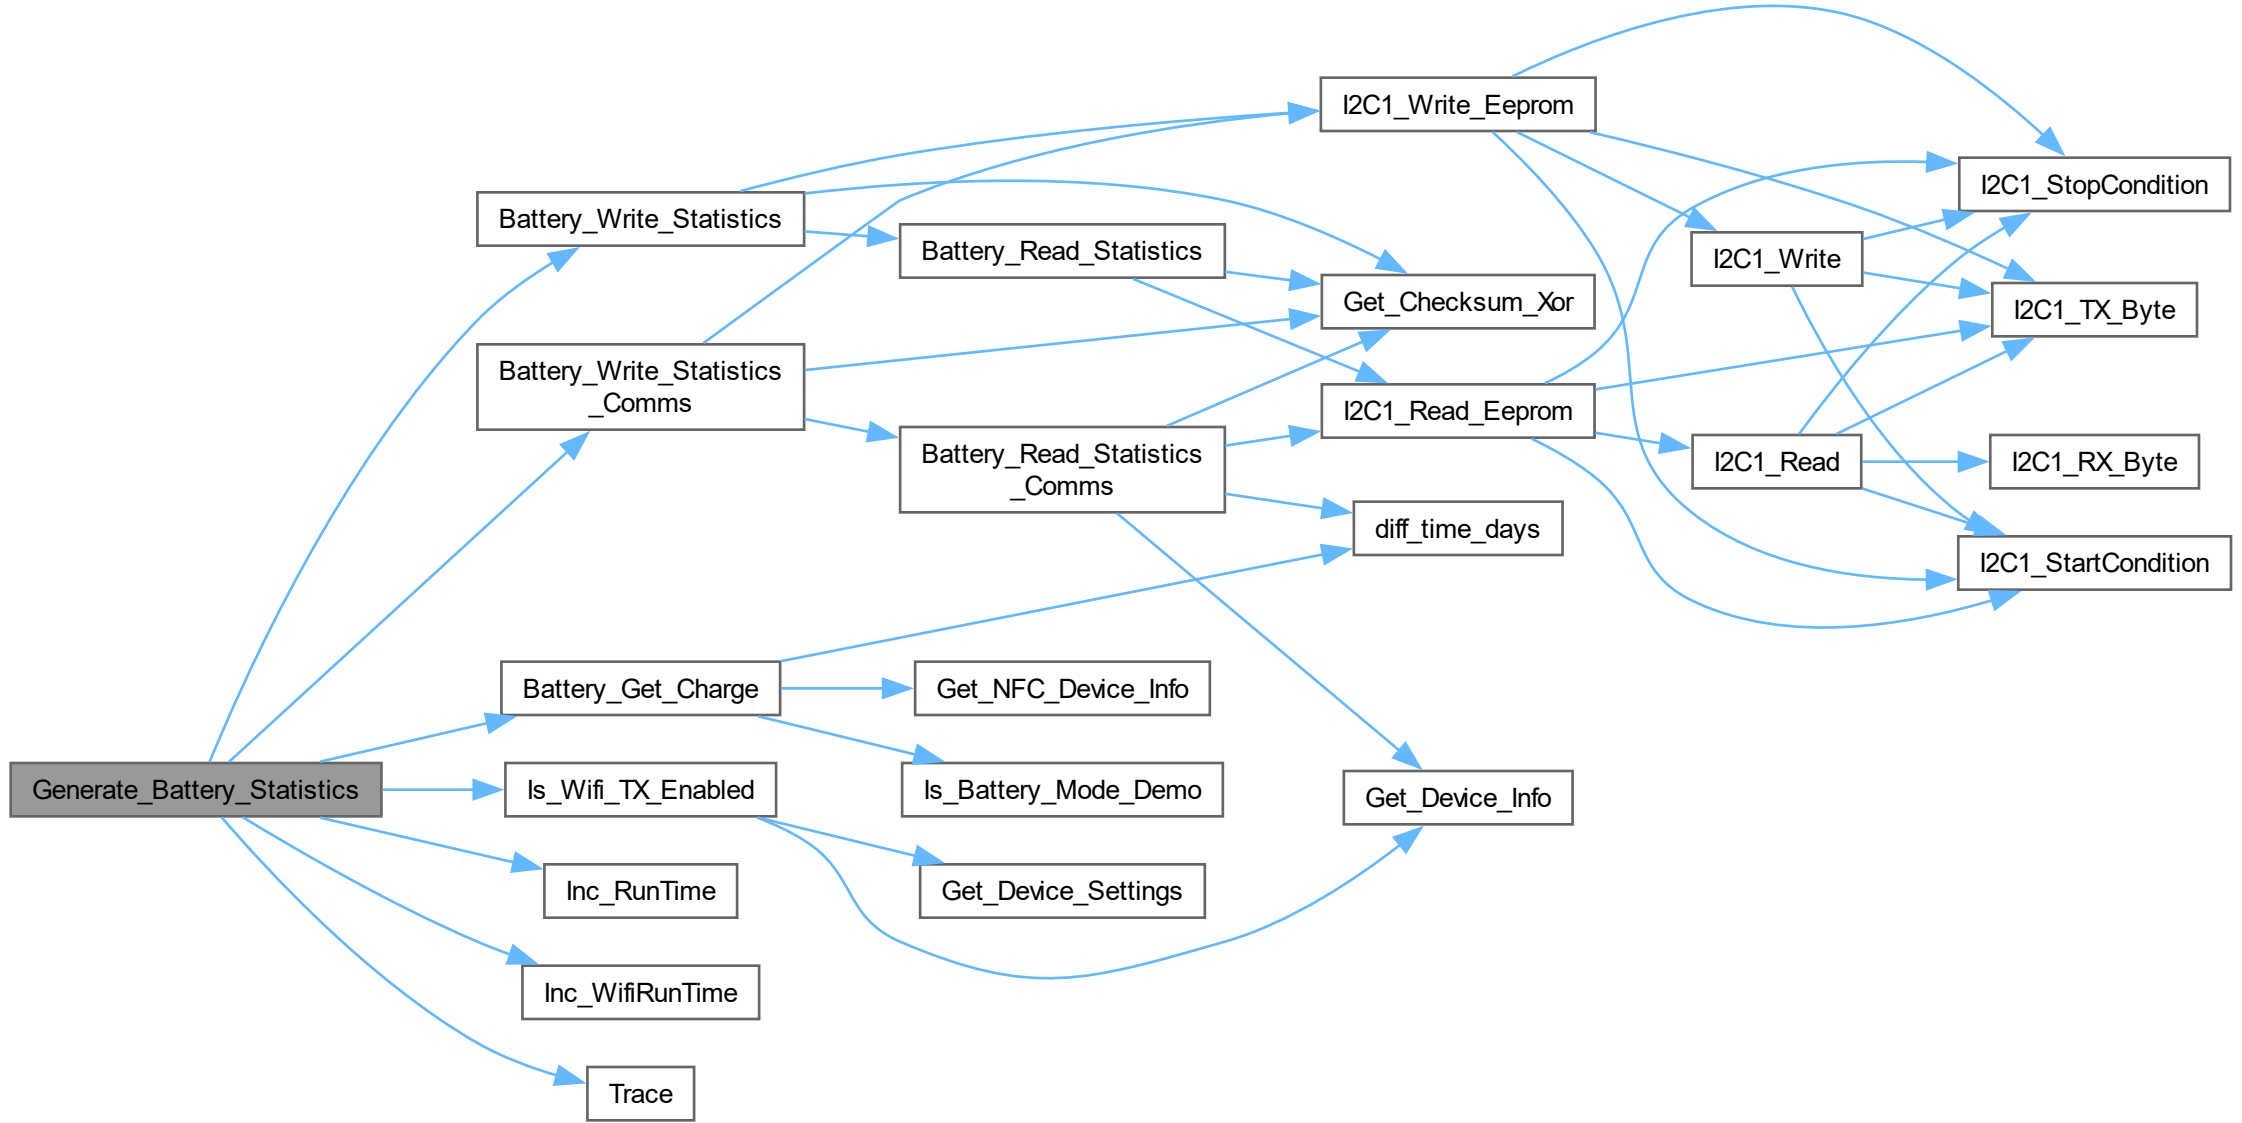 Generate_Battery_Statistics
Battery_Write_Statistics
Battery_Write_Statistics
_Comms
Battery_Get_Charge
Is_Wifi_TX_Enabled
Inc_RunTime
Inc_WifiRunTime
Trace
Battery_Read_Statistics
Battery_Read_Statistics
_Comms
Get_NFC_Device_Info
Is_Battery_Mode_Demo
Get_Device_Settings
I2C1_Write_Eeprom
Get_Checksum_Xor
I2C1_Read_Eeprom
diff_time_days
Get_Device_Info
I2C1_Write
I2C1_Read
I2C1_StopCondition
I2C1_TX_Byte
I2C1_RX_Byte
I2C1_StartCondition